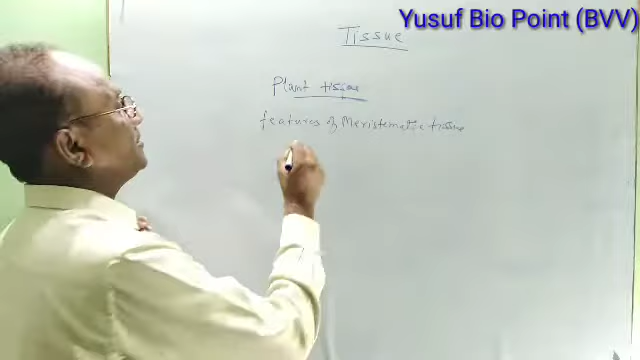 Yusuf Bio Point (BVV)
Tissue
Plant tissue
features of Meristematic tissue